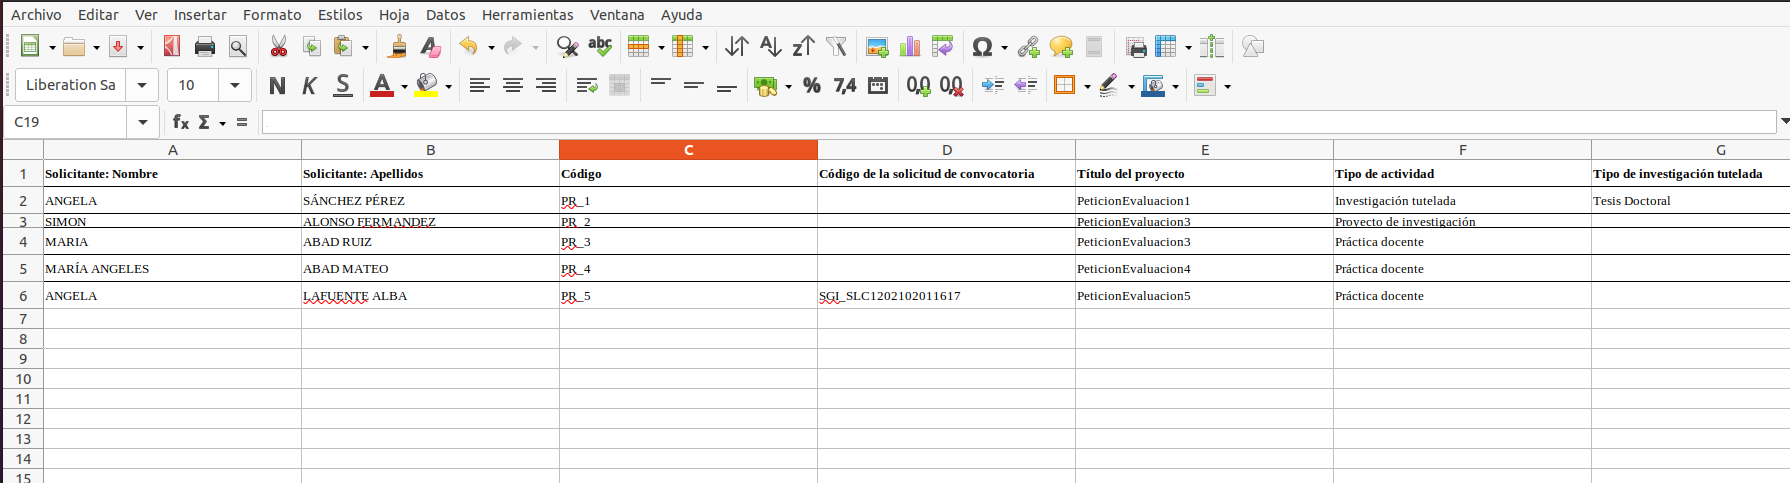 Archivo Editar Ver Insertar Formato Estilos Hoja Datos Herramientas Ventana Ayuda
abc
Liberation Sa 10 N K S A % 7,4 0,0 0,0
C19 fx Σ =
A B C D E F G
1 Solicitante: Nombre Solicitante: Apellidos Código Código de la solicitud de convocatoria Título del proyecto Tipo de actividad Tipo de investigación tutelada
2 ANGELA SÁNCHEZ PÉREZ PR_1 PeticionEvaluacion1 Investigación tutelada Tesis Doctoral
3 SIMON ALONSO FERMANDEZ PR_2 PeticionEvaluacion3 Proyecto de investigación
4 MARIA ABAD RUIZ PR_3 PeticionEvaluacion3 Práctica docente
5 MARÍA ANGELES ABAD MATEO PR_4 PeticionEvaluacion4 Práctica docente
6 ANGELA LAFUENTE ALBA PR_5 SGI_SLC1202102011617 PeticionEvaluacion5 Práctica docente
7
8
9
10
11
12
13
14
15